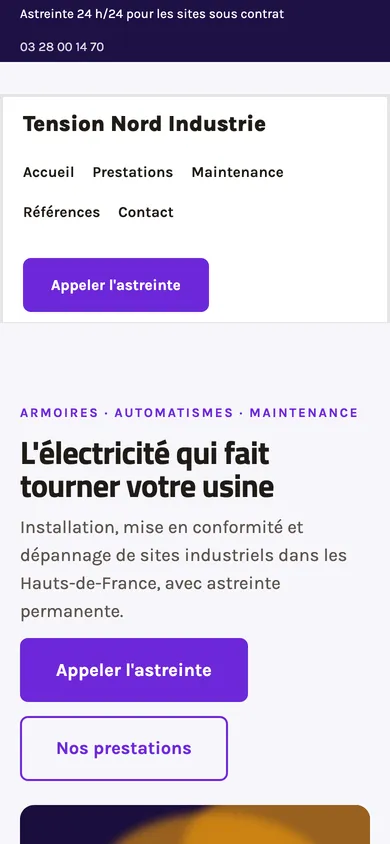 Astreinte 24 h/24 pour les sites sous contrat
03 28 00 14 70
Tension Nord Industrie
Accueil Prestations Maintenance
Références Contact
Appeler l'astreinte
ARMOIRES · AUTOMATISMES · MAINTENANCE
L'électricité qui fait
tourner votre usine
Installation, mise en conformité et
dépannage de sites industriels dans les
Hauts-de-France, avec astreinte
permanente.
Appeler l'astreinte
Nos prestations